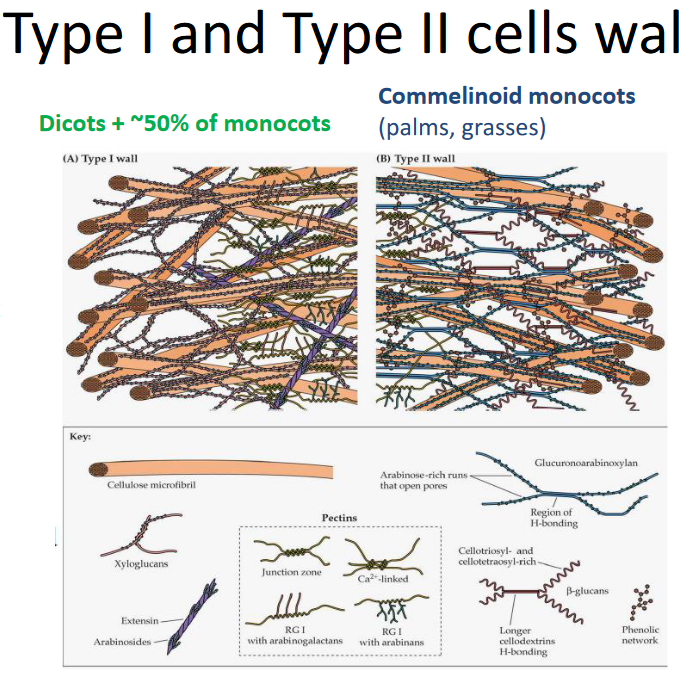 Type I and Type II cells wal
Dicots + ~50% of monocots
Commelinoid monocots
(palms, grasses)
(A) Type I wall
(B) Type II wall
Key:
Cellulose microfibril
Xyloglucans
Extensin
Arabinosides
Pectins
Junction zone
Ca2+-linked
RG I
with arabinogalactans
RG I
with arabinans
Arabinose-rich runs
that open pores
Glucuronoarabinoxylan
Region of
H-bonding
Cellotriosyl- and
cellotetraosyl-rich
β-glucans
Longer
cellodextrins
H-bonding
Phenolic
network